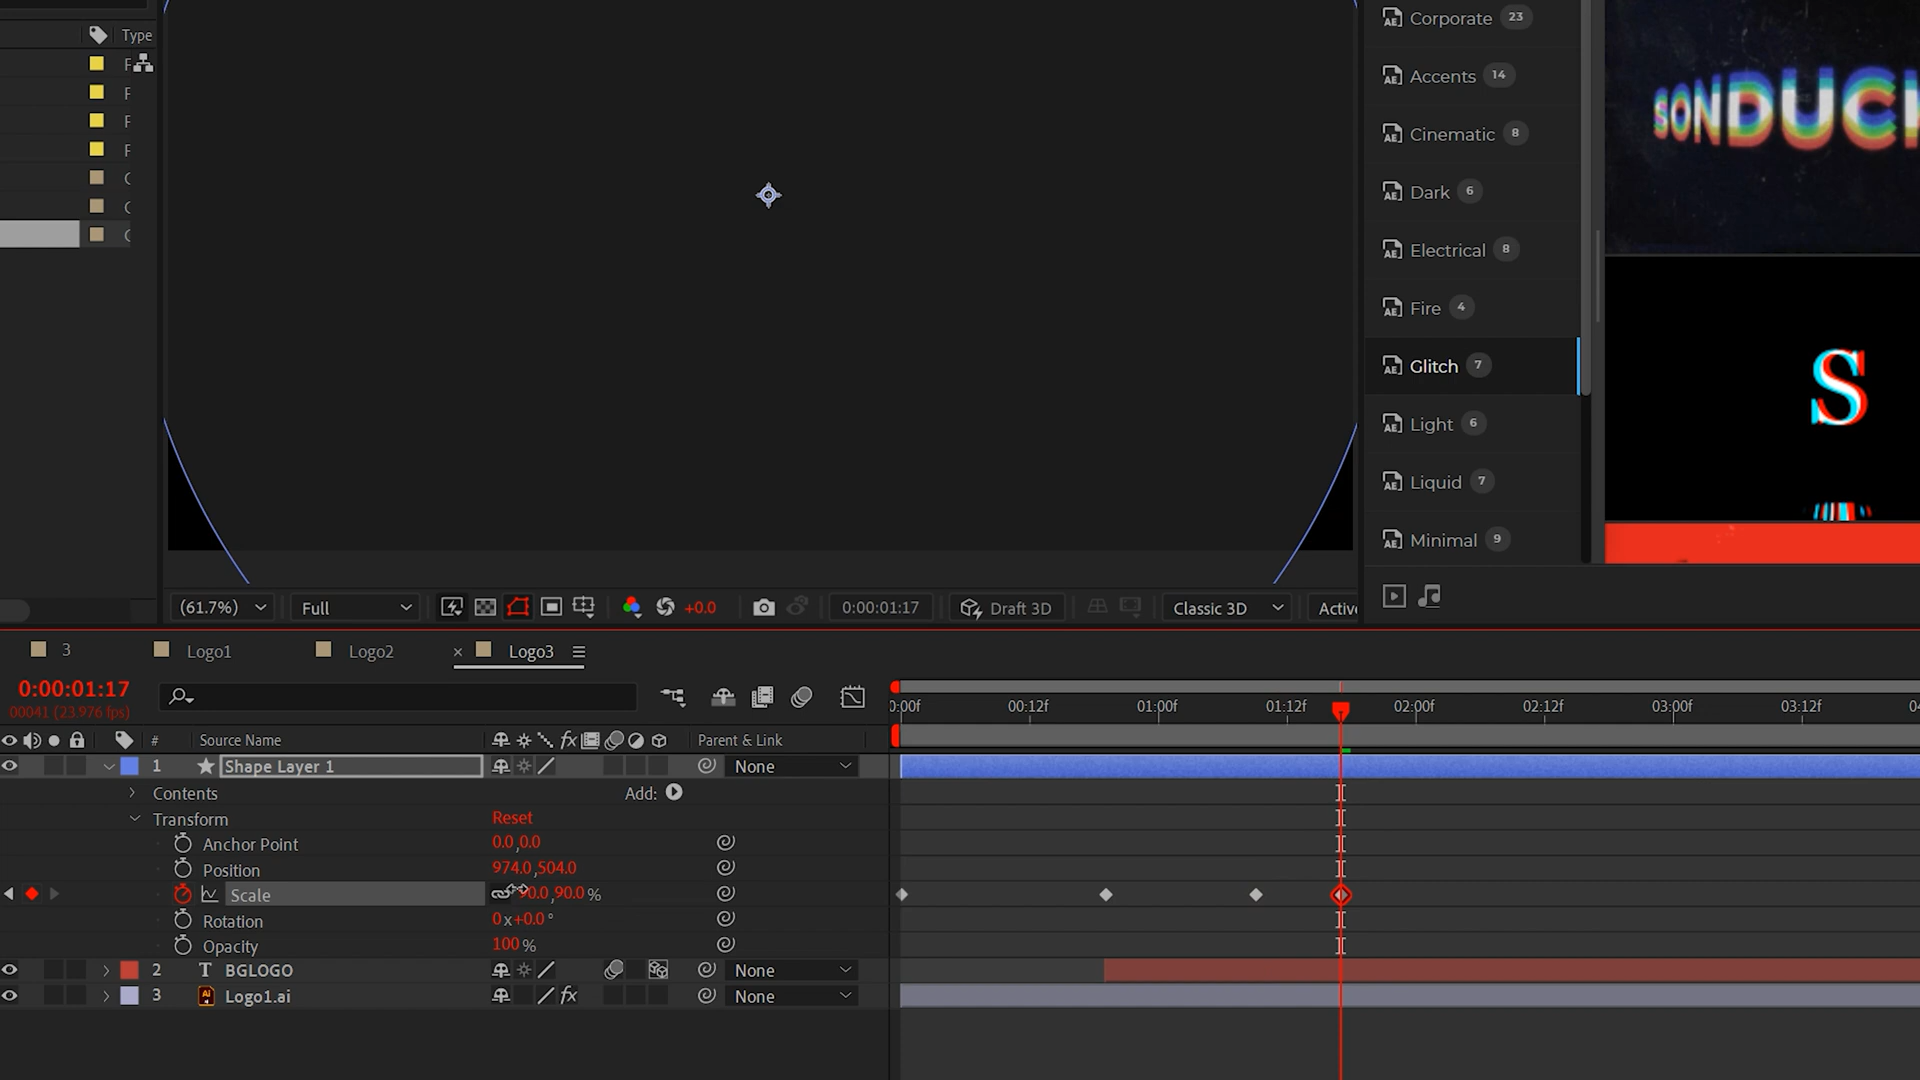 Type
F
F
F
F
C
C
C
Corporate 23
Accents 14
Cinematic 8
Dark 6
Electrical 8
Fire 4
Glitch 7
Light 6
Liquid 7
Minimal 9
SONDUCK
S
(61.7%) Full +0.0 0:00:01:17 Draft 3D Classic 3D Active
3 Logo1 Logo2 × Logo3
0:00:01:17
00041 (23.976 fps)
0:00f 00:12f 01:00f 01:12f 02:00f 02:12f 03:00f 03:12f 04
# Source Name fx Parent & Link
1 Shape Layer 1 None
Contents Add:
Transform Reset
Anchor Point 0.0,0.0
Position 974.0,504.0
Scale 90.0,90.0 %
Rotation 0x+0.0°
Opacity 100%
2 T BGLOGO None
3 Ai Logo1.ai fx None